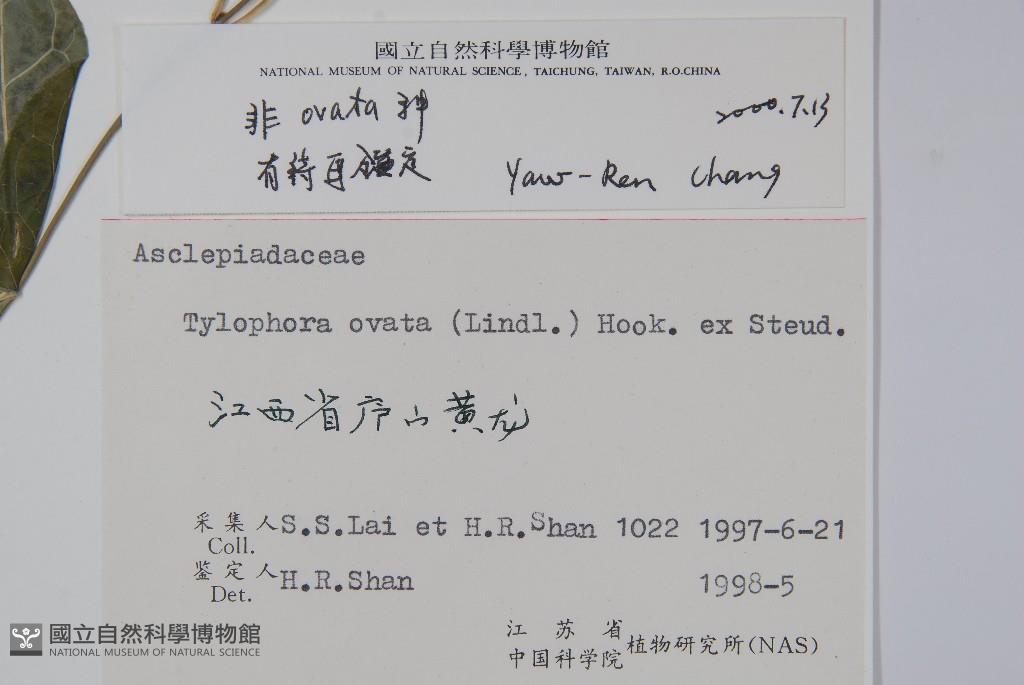 國立自然科學博物館
NATIONAL MUSEUM OF NATURAL SCIENCE, TAICHUNG, TAIWAN, R.O.CHINA
非 ovata 种 2000.7.13
有待再鑑定 Yaw-Ren Chang
Asclepiadaceae
Tylophora ovata (Lindl.) Hook. ex Steud.
江西省庐山黄龙
采集人 S.S.Lai et H.R.Shan 1022 1997-6-21
Coll.
鉴定人 H.R.Shan 1998-5
Det.
江苏省
中国科学院 植物研究所(NAS)
國立自然科學博物館
NATIONAL MUSEUM OF NATURAL SCIENCE